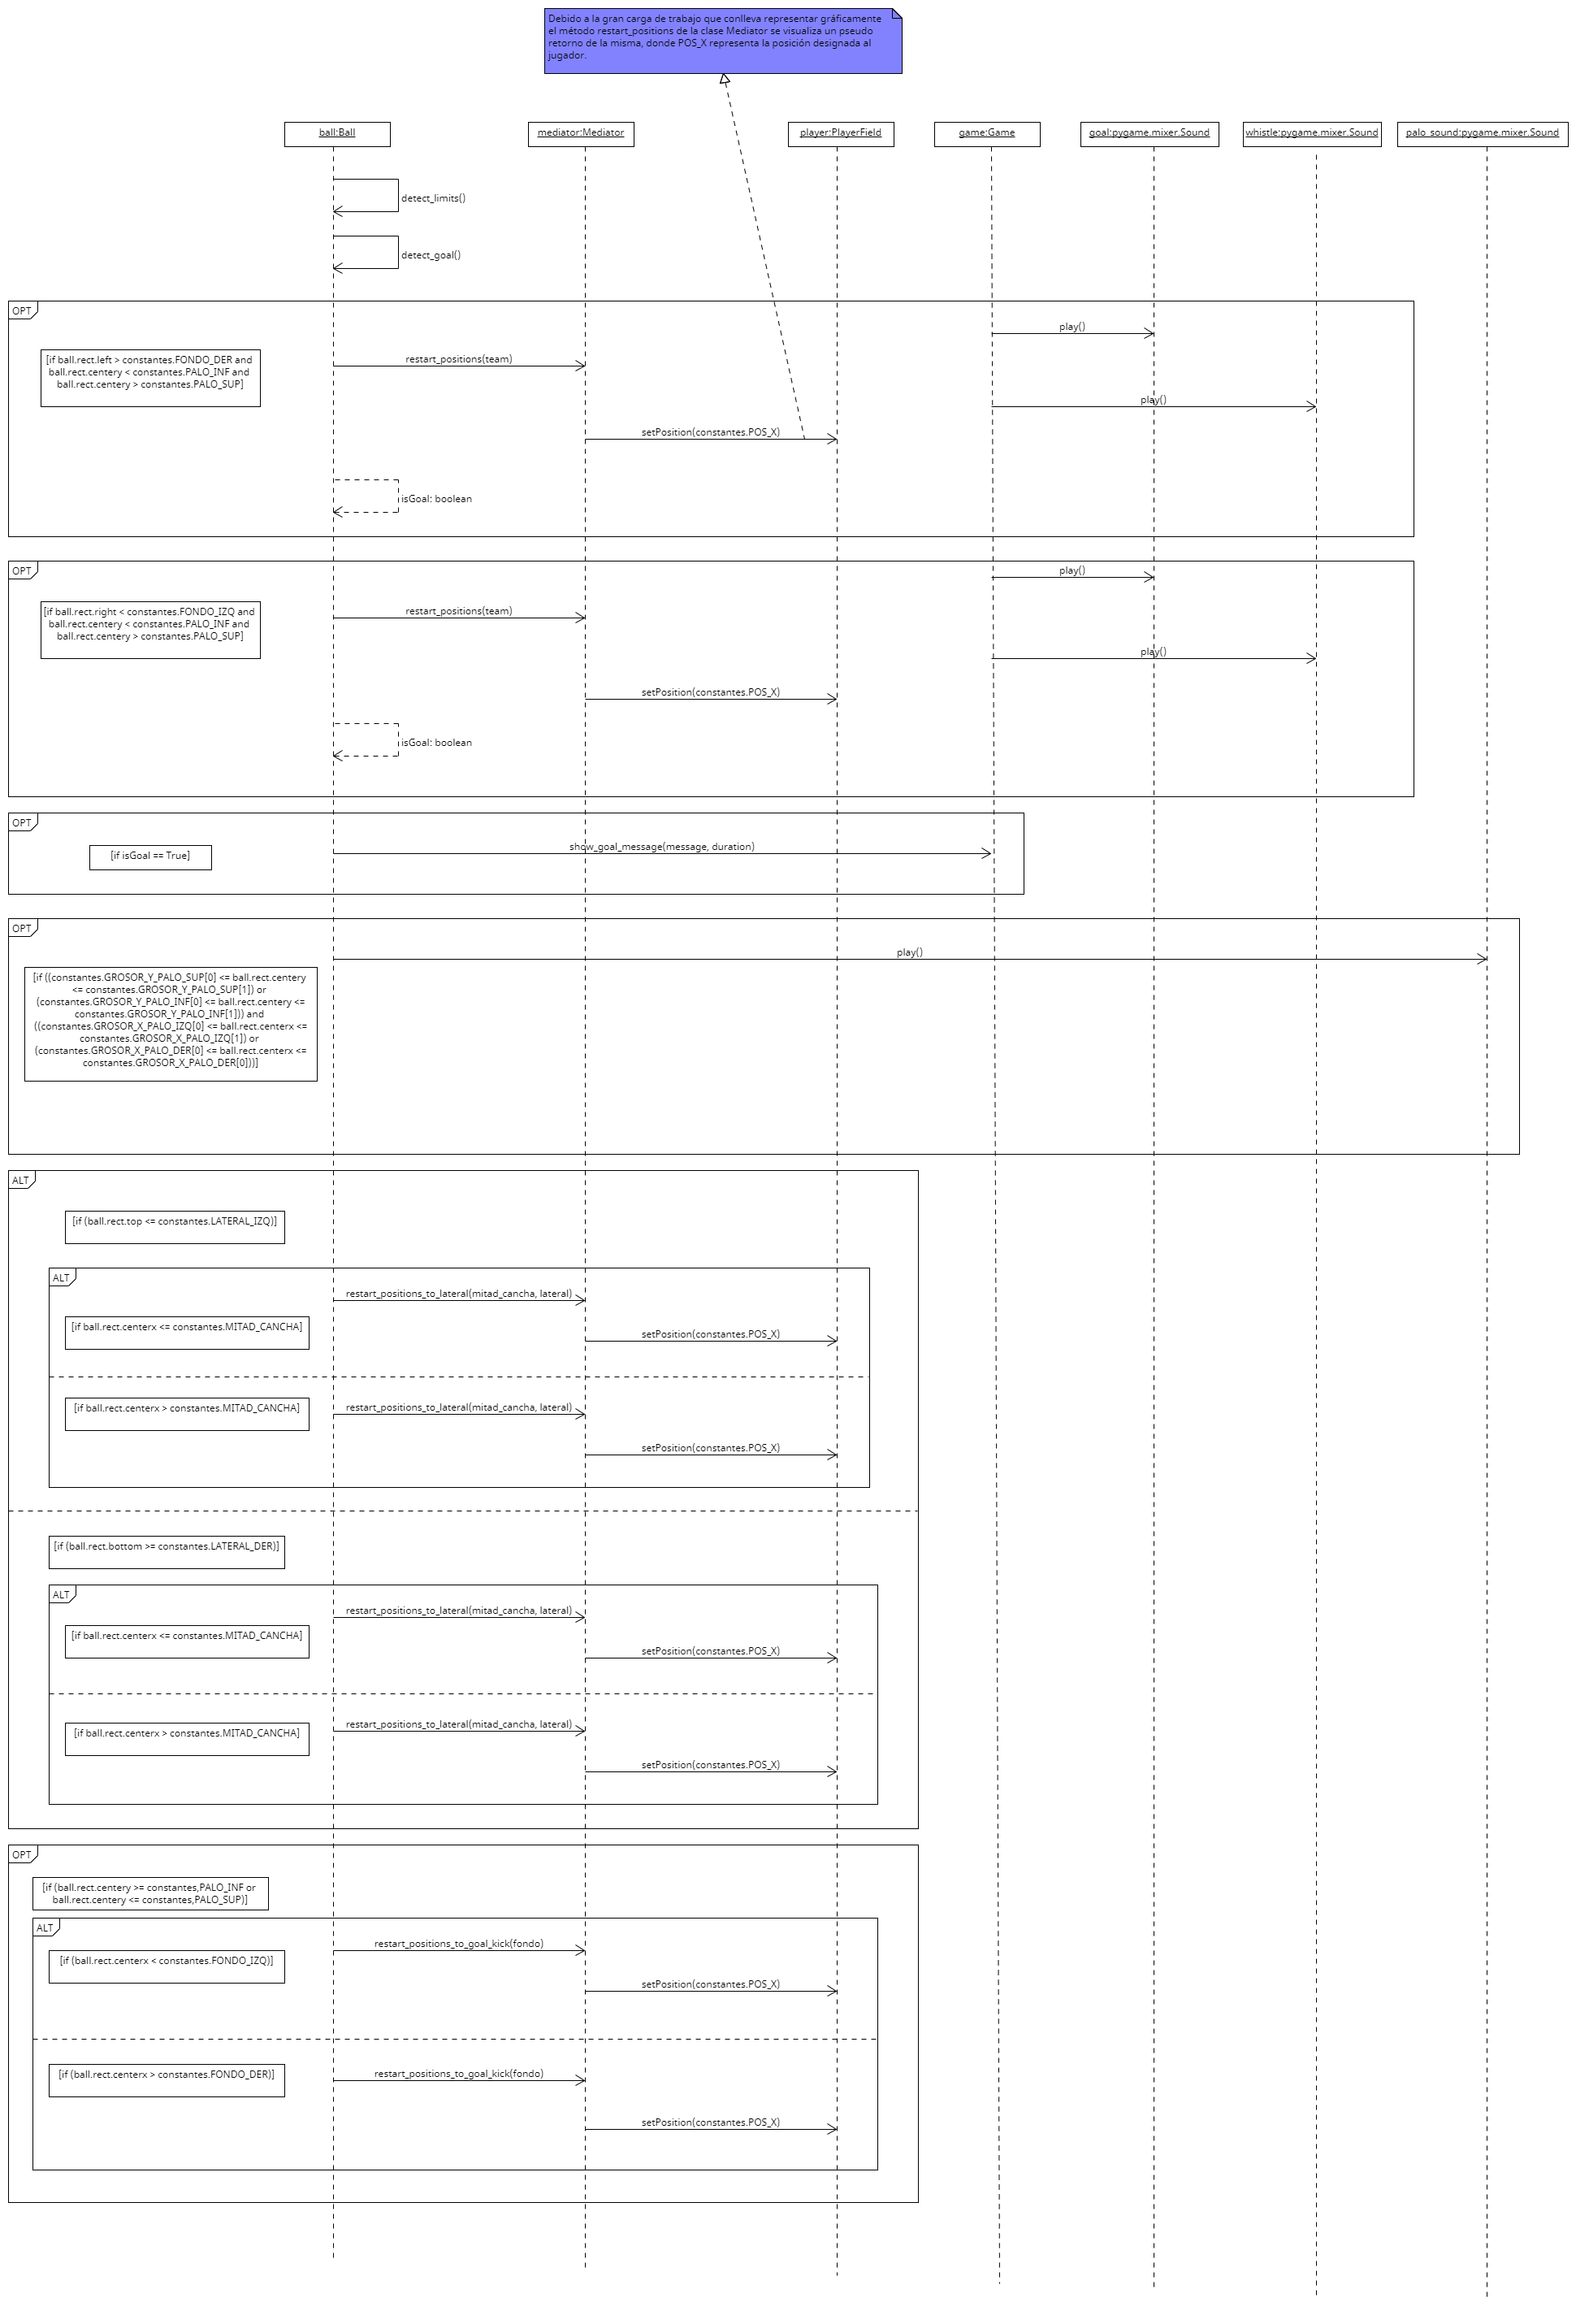 Debido a la gran carga de trabajo que conlleva representar gráficamente
el método restart_positions de la clase Mediator se visualiza un pseudo
retorno de la misma, donde POS_X representa la posición designada al
jugador.
ball:Ball
mediator:Mediator
player:PlayerField
game:Game
goal:pygame.mixer.Sound
whistle:pygame.mixer.Sound
palo_sound:pygame.mixer.Sound
detect_limits()
detect_goal()
OPT
play()
[if ball.rect.left > constantes.FONDO_DER and
ball.rect.centery < constantes.PALO_INF and
ball.rect.centery > constantes.PALO_SUP]
restart_positions(team)
play()
setPosition(constantes.POS_X)
isGoal: boolean
OPT
play()
[if ball.rect.right < constantes.FONDO_IZQ and
ball.rect.centery < constantes.PALO_INF and
ball.rect.centery > constantes.PALO_SUP]
restart_positions(team)
play()
setPosition(constantes.POS_X)
isGoal: boolean
OPT
[if isGoal == True]
show_goal_message(message, duration)
OPT
play()
[if ((constantes.GROSOR_Y_PALO_SUP[0] <= ball.rect.centery
<= constantes.GROSOR_Y_PALO_SUP[1]) or
(constantes.GROSOR_Y_PALO_INF[0] <= ball.rect.centery <=
constantes.GROSOR_Y_PALO_INF[1])) and
((constantes.GROSOR_X_PALO_IZQ[0] <= ball.rect.centerx <=
constantes.GROSOR_X_PALO_IZQ[1]) or
(constantes.GROSOR_X_PALO_DER[0] <= ball.rect.centerx <=
constantes.GROSOR_X_PALO_DER[0]))]
ALT
[if (ball.rect.top <= constantes.LATERAL_IZQ)]
ALT
restart_positions_to_lateral(mitad_cancha, lateral)
[if ball.rect.centerx <= constantes.MITAD_CANCHA]
setPosition(constantes.POS_X)
[if ball.rect.centerx > constantes.MITAD_CANCHA]
restart_positions_to_lateral(mitad_cancha, lateral)
setPosition(constantes.POS_X)
[if (ball.rect.bottom >= constantes.LATERAL_DER)]
ALT
restart_positions_to_lateral(mitad_cancha, lateral)
[if ball.rect.centerx <= constantes.MITAD_CANCHA]
setPosition(constantes.POS_X)
restart_positions_to_lateral(mitad_cancha, lateral)
[if ball.rect.centerx > constantes.MITAD_CANCHA]
setPosition(constantes.POS_X)
OPT
[if (ball.rect.centery >= constantes,PALO_INF or
ball.rect.centery <= constantes,PALO_SUP)]
ALT
restart_positions_to_goal_kick(fondo)
[if (ball.rect.centerx < constantes.FONDO_IZQ)]
setPosition(constantes.POS_X)
[if (ball.rect.centerx > constantes.FONDO_DER)]
restart_positions_to_goal_kick(fondo)
setPosition(constantes.POS_X)